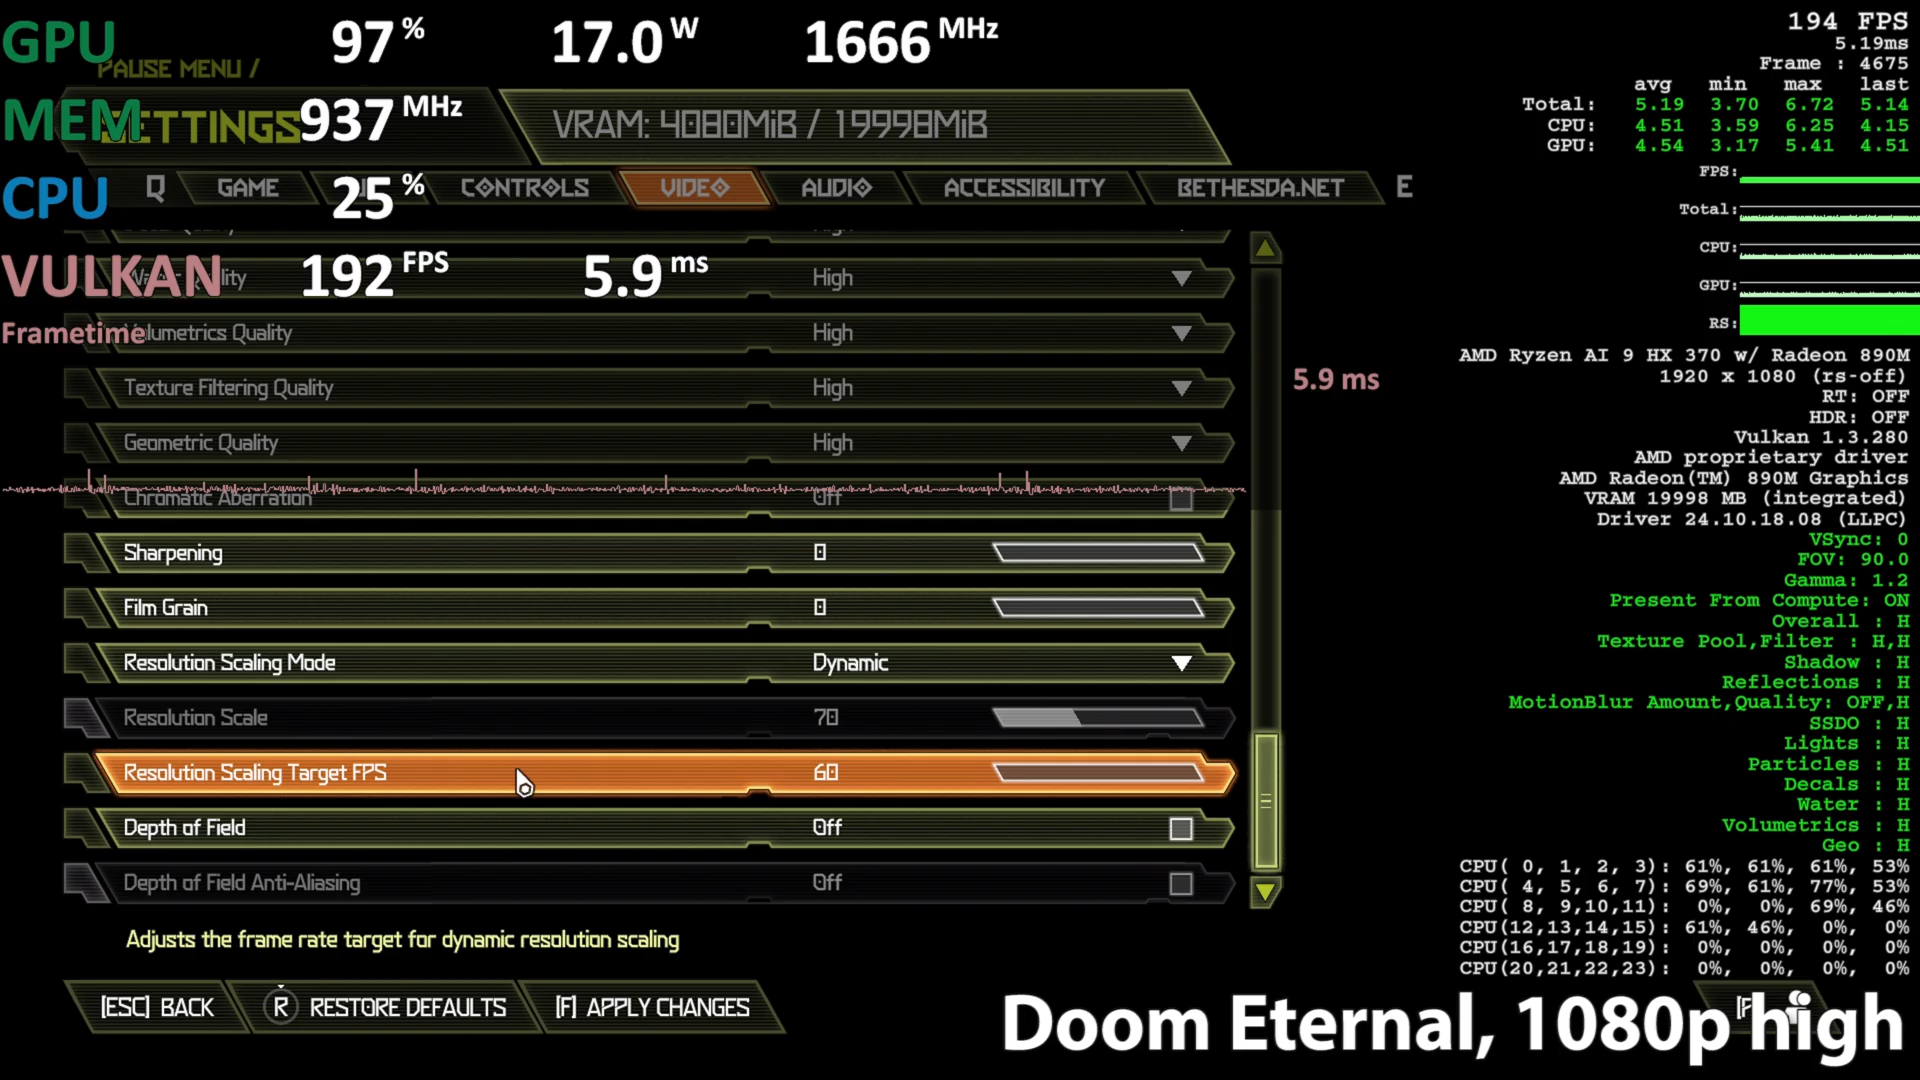 GPU 97 % 17.0 W 1666 MHz
PAUSE MENU /
MEM 937 MHz
SETTINGS
VRAM: 4080MiB / 19998MiB
CPU 25 %
Q GAME CONTROLS VIDEO AUDIO ACCESSIBILITY BETHESDA.NET E
VULKAN 192 FPS 5.9 ms
High
Frametime
Volumetrics Quality High
5.9 ms
Texture Filtering Quality High
Geometric Quality High
Chromatic Aberration Off
Sharpening 0
Film Grain 0
Resolution Scaling Mode Dynamic
Resolution Scale 70
Resolution Scaling Target FPS 60
Depth of Field Off
Depth of Field Anti-Aliasing Off
Adjusts the frame rate target for dynamic resolution scaling
[ESC] BACK R RESTORE DEFAULTS [F] APPLY CHANGES
194 FPS
5.19ms
Frame : 4675
avg min max last
Total: 5.19 3.70 6.72 5.14
CPU: 4.51 3.59 6.25 4.15
GPU: 4.54 3.17 5.41 4.51
FPS:
Total:
CPU:
GPU:
RS:
AMD Ryzen AI 9 HX 370 w/ Radeon 890M
1920 x 1080 (rs-off)
RT: OFF
HDR: OFF
Vulkan 1.3.280
AMD proprietary driver
AMD Radeon(TM) 890M Graphics
VRAM 19998 MB (integrated)
Driver 24.10.18.08 (LLPC)
VSync: 0
FOV: 90.0
Gamma: 1.2
Present From Compute: ON
Overall : H
Texture Pool,Filter : H,H
Shadow : H
Reflections : H
MotionBlur Amount,Quality: OFF,H
SSDO : H
Lights : H
Particles : H
Decals : H
Water : H
Volumetrics : H
Geo : H
CPU( 0, 1, 2, 3): 61%, 61%, 61%, 53%
CPU( 4, 5, 6, 7): 69%, 61%, 77%, 53%
CPU( 8, 9,10,11): 0%, 0%, 69%, 46%
CPU(12,13,14,15): 61%, 46%, 0%, 0%
CPU(16,17,18,19): 0%, 0%, 0%, 0%
CPU(20,21,22,23): 0%, 0%, 0%, 0%
Doom Eternal, 1080p high